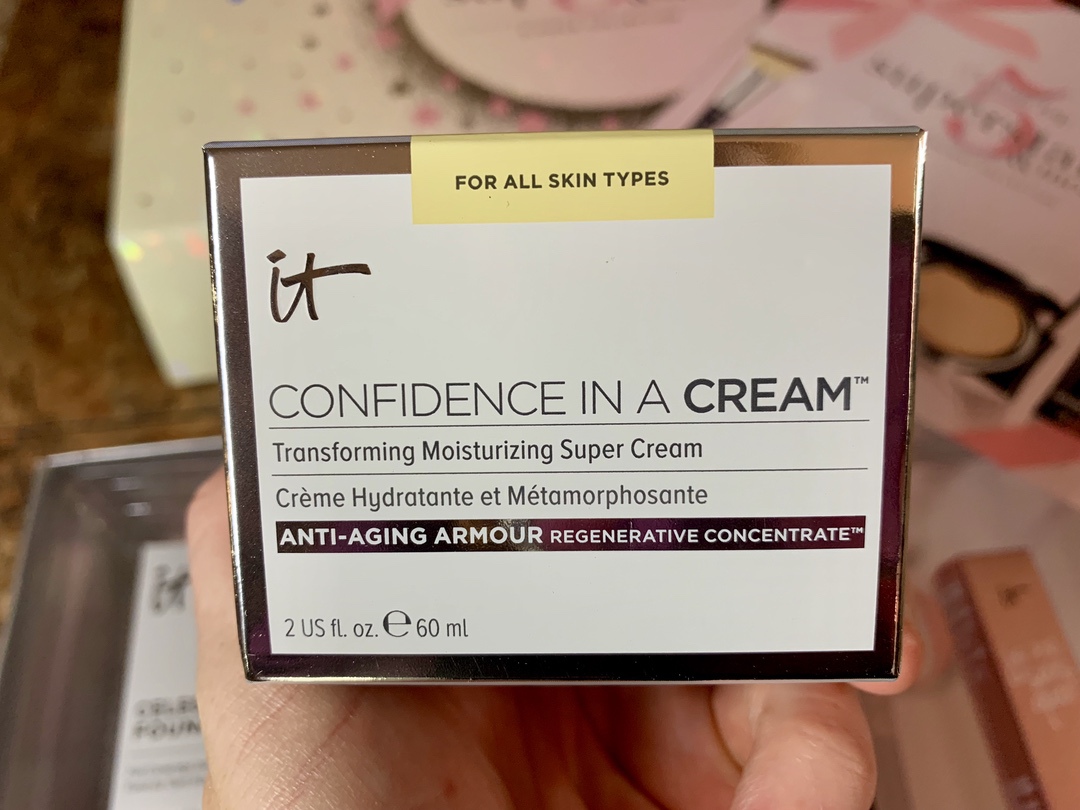 FOR ALL SKIN TYPES
it
CONFIDENCE IN A CREAM™
Transforming Moisturizing Super Cream
Crème Hydratante et Métamorphosante
ANTI-AGING ARMOUR REGENERATIVE CONCENTRATE™
2 US fl. oz. ℮ 60 ml
it